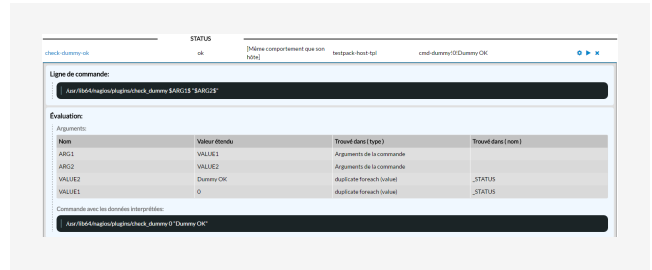 STATUS
check-dummy-ok ok [Même comportement que son hôte] testpack-host-tpl cmd-dummy!0!Dummy OK
Ligne de commande:
/usr/lib64/nagios/plugins/check_dummy $ARG1$ "$ARG2$"
Évaluation:
Arguments:
Nom Valeur étendu Trouvé dans ( type ) Trouvé dans ( nom )
ARG1 VALUE1 Arguments de la commande
ARG2 VALUE2 Arguments de la commande
VALUE2 Dummy OK duplicate foreach (value) _STATUS
VALUE1 0 duplicate foreach (value) _STATUS
Commande avec les données interprétées:
/usr/lib64/nagios/plugins/check_dummy 0 "Dummy OK"